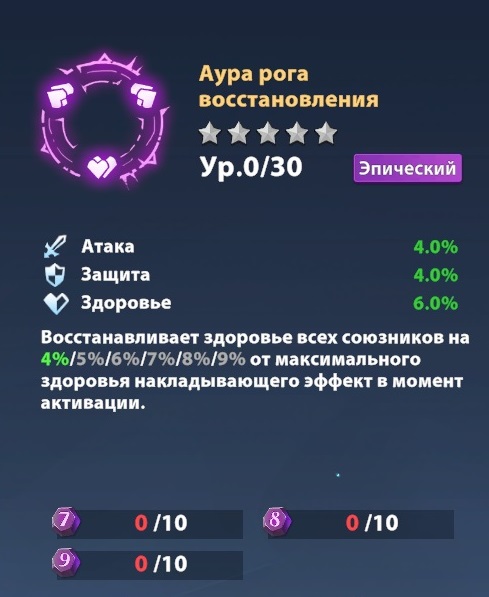 Аура рога
восстановления
Ур.0/30
Эпический
Атака 4.0%
Защита 4.0%
Здоровье 6.0%
Восстанавливает здоровье всех союзников на
4%/5%/6%/7%/8%/9% от максимального
здоровья накладывающего эффект в момент
активации.
7 0/10 8 0/10
9 0/10